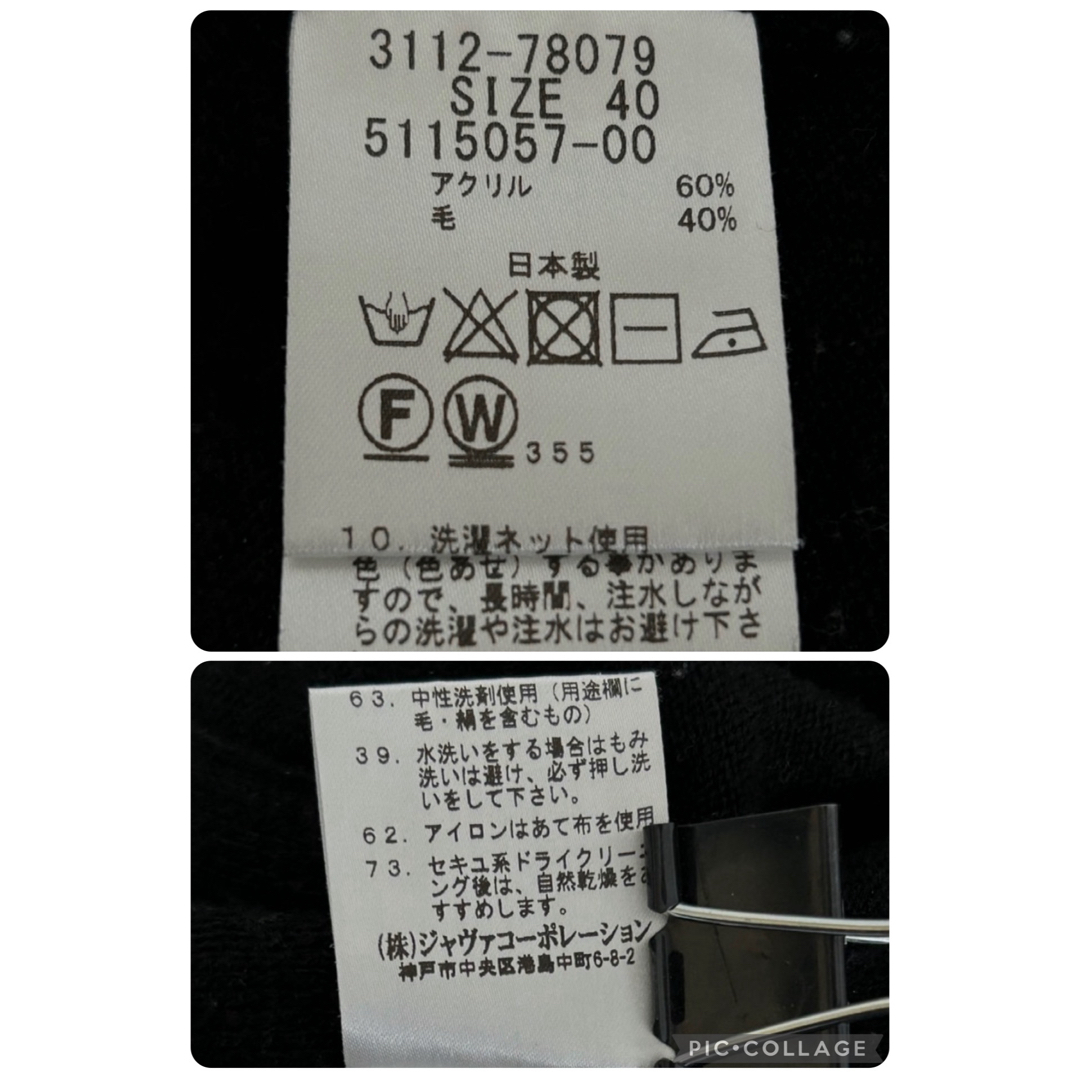 3112-78079
SIZE 40
5115057-00
アクリル 60%
毛 40%
日本製
F W 355
10. 洗濯ネット使用
色（色あせ）する事がありま
すので、長時間、注水しなが
らの洗濯や注水はお避け下さ
63. 中性洗剤使用（用途欄に
毛・絹を含むもの）
39. 水洗いをする場合はもみ
洗いは避け、必ず押し洗
いをして下さい。
62. アイロンはあて布を使用
73. セキユ系ドライクリーニ
ング後は、自然乾燥をお
すすめします。
(株)ジャヴァコーポレーション
神戸市中央区港島中町6-8-2
PIC•COLLAGE